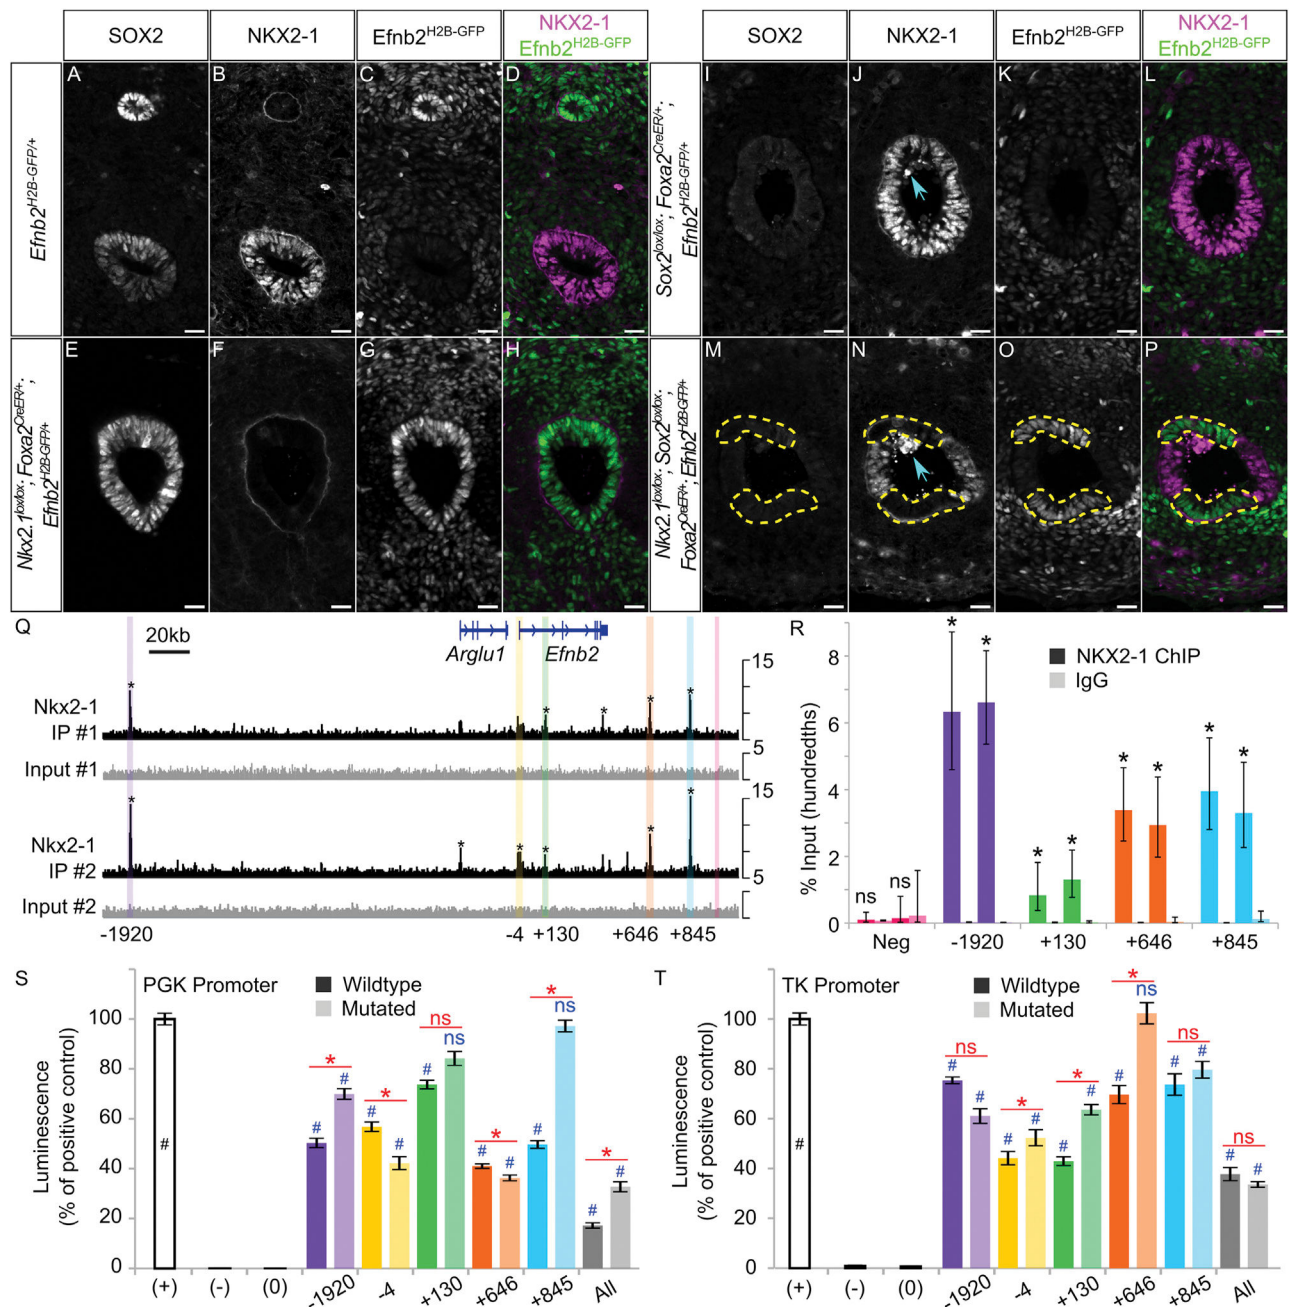 SOX2 NKX2-1 Efnb2H2B-GFP NKX2-1
Efnb2H2B-GFP
SOX2 NKX2-1 Efnb2H2B-GFP NKX2-1
Efnb2H2B-GFP
Efnb2H2B-GFP/+
A B C D
Sox2lox/lox; Foxa2CreER/+;
Efnb2H2B-GFP/+
I J K L
Nkx2.1lox/lox; Foxa2CreER/+;
Efnb2H2B-GFP/+
E F G H
Nkx2.1lox/lox; Sox2lox/lox;
Foxa2CreER/+; Efnb2H2B-GFP/+
M N O P
Q
20kb
Arglu1 Efnb2
15
Nkx2-1
IP #1
* * * * *
5
Input #1
15
Nkx2-1
IP #2
* * * * * *
5
Input #2
-1920 -4 +130 +646 +845
R
NKX2-1 ChIP
IgG
% Input (hundredths)
8
6
4
2
0
ns ns * * * * * * * *
Neg -1920 +130 +646 +845
S
PGK Promoter
Wildtype
Mutated
Luminescence
(% of positive control)
100
80
60
40
20
0
#
* # #
* # #
ns # ns
* # #
* # ns
* # #
(+) (-) (0) -1920 -4 +130 +646 +845 All
T
TK Promoter
Wildtype
Mutated
Luminescence
(% of positive control)
100
80
60
40
20
0
#
ns # #
* # #
* # #
* # ns
ns # #
ns # #
(+) (-) (0) -1920 -4 +130 +646 +845 All